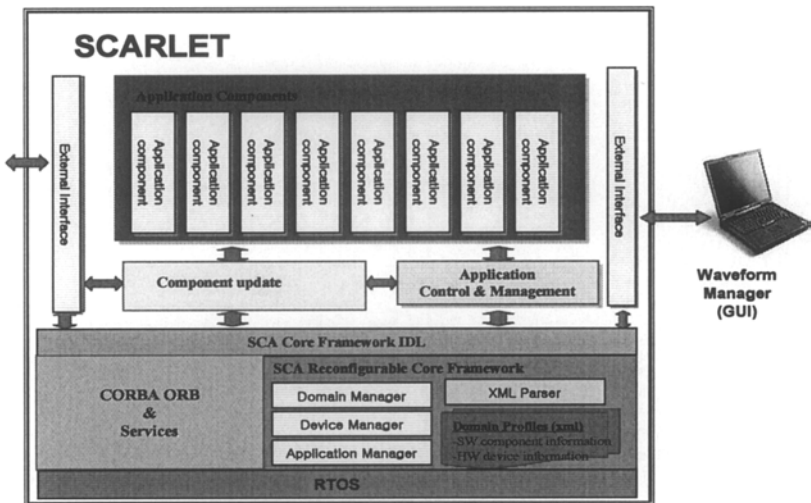 SCARLET
Application Components
External Interface
Application component
Application component
Application component
Application component
Application component
Application component
Application component
Application component
External Interface
Component update
Application
Control & Management
Waveform
Manager
(GUI)
SCA Core Framework IDL
CORBA ORB
&
Services
SCA Reconfigurable Core Framework
Domain Manager
XML Parser
Device Manager
Domain Profiles (xml)
-SW component information
-HW device information
Application Manager
RTOS